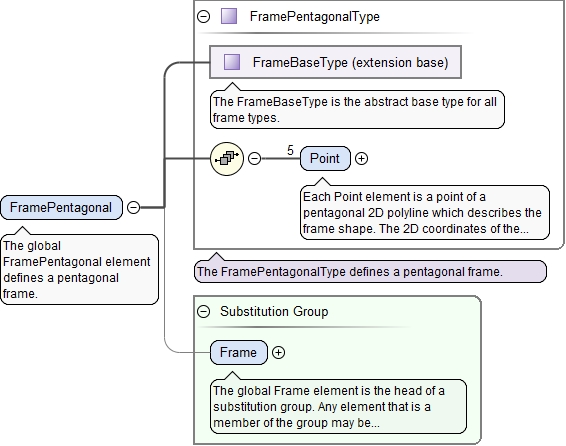 FramePentagonalType
FrameBaseType (extension base)
The FrameBaseType is the abstract base type for all
frame types.
5
Point
Each Point element is a point of a
pentagonal 2D polyline which describes the
frame shape. The 2D coordinates of the...
FramePentagonal
The global
FramePentagonal element
defines a pentagonal
frame.
The FramePentagonalType defines a pentagonal frame.
Substitution Group
Frame
The global Frame element is the head of a
substitution group. Any element that is a
member of the group may be...